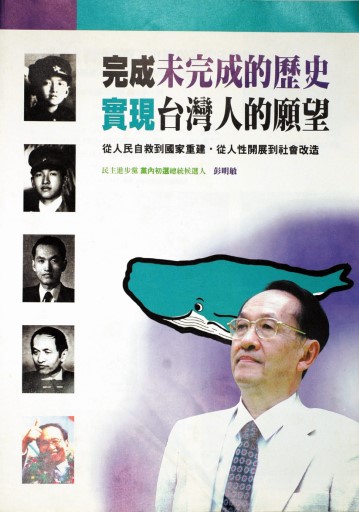 完成未完成的歷史
實現台灣人的願望
從人民自救到國家重建・從人性開展到社會改造
民主進步黨 黨內初選總統候選人 彭明敏